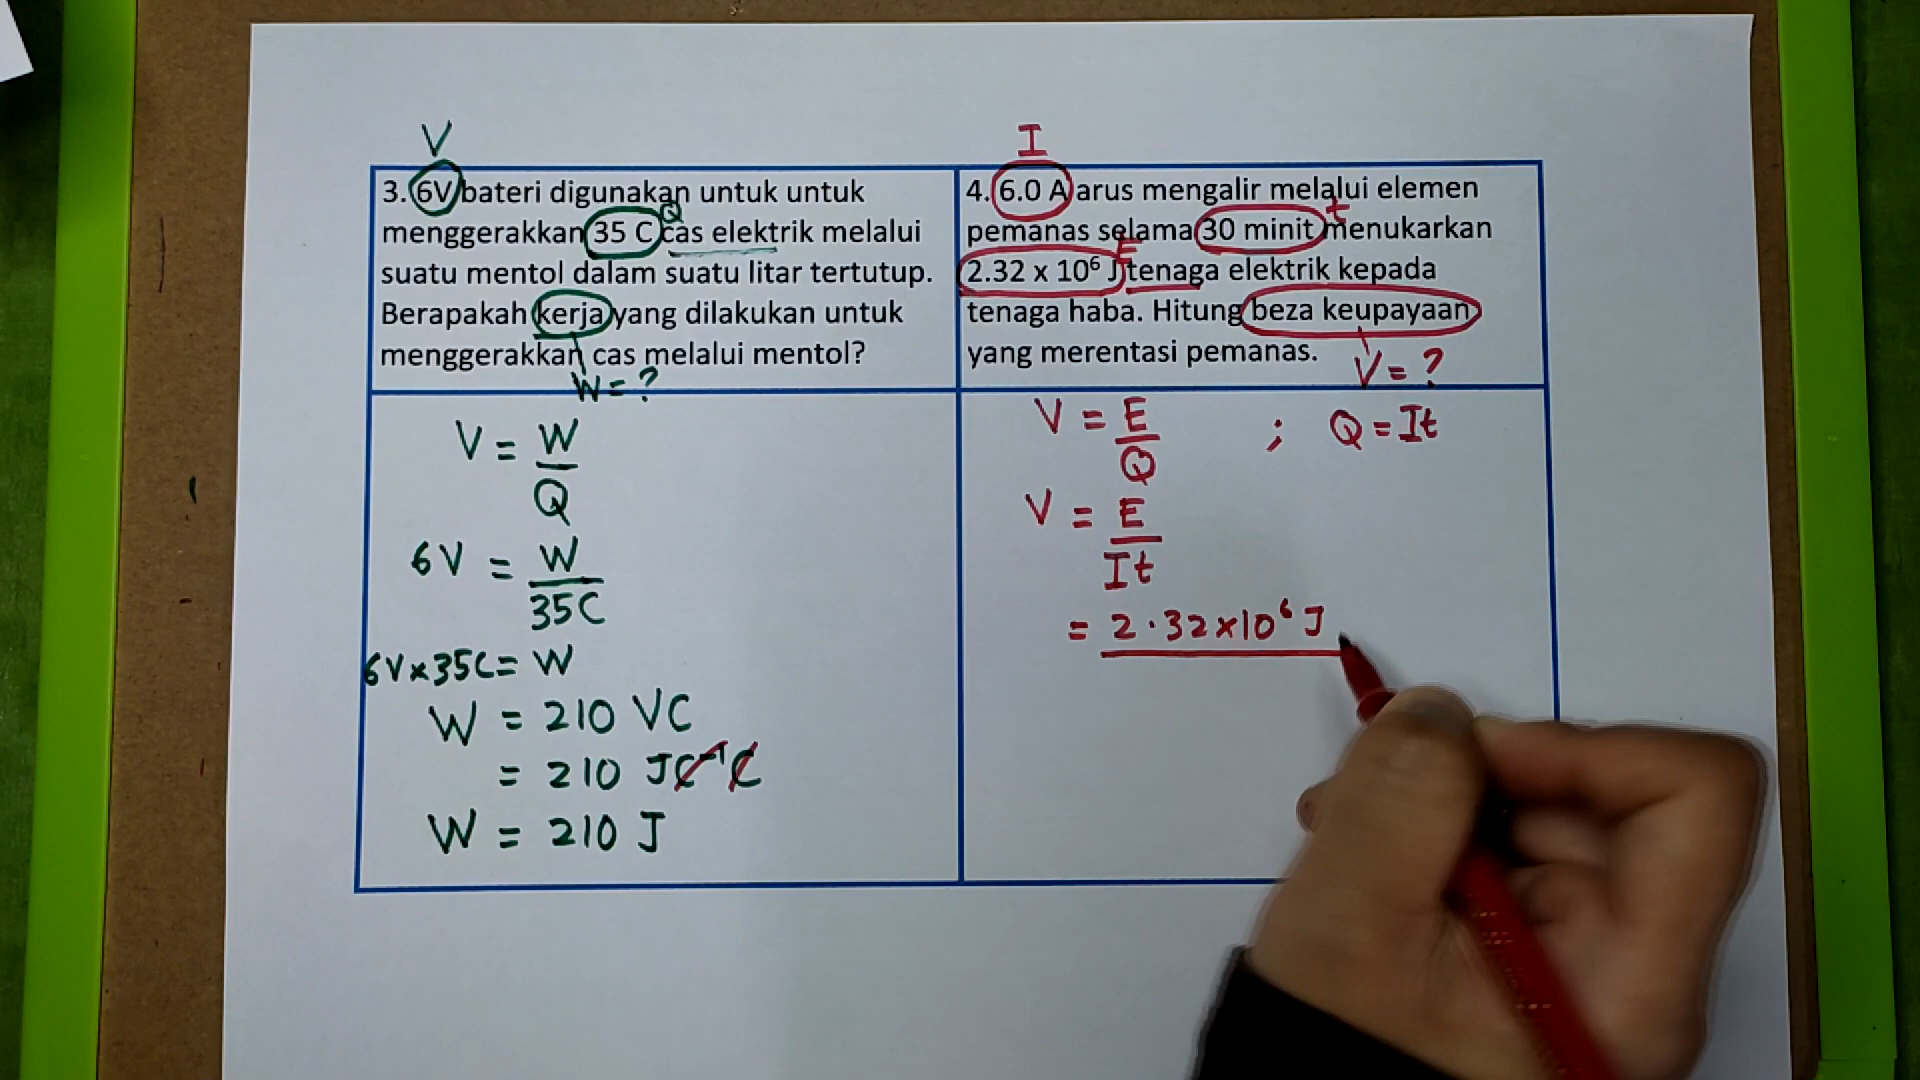 V
3. 6V bateri digunakan untuk untuk
Q
menggerakkan 35 C cas elektrik melalui
suatu mentol dalam suatu litar tertutup.
Berapakah kerja yang dilakukan untuk
menggerakkan cas melalui mentol?
W = ?
V = W
Q
6V = W
35C
6V×35C = W
W = 210 VC
= 210 JC⁻¹C
W = 210 J
I
4. 6.0 A arus mengalir melalui elemen
t
pemanas selama 30 minit menukarkan
E
2.32 x 10⁶ J tenaga elektrik kepada
tenaga haba. Hitung beza keupayaan
yang merentasi pemanas.
V = ?
V = E ; Q = It
Q
V = E
It
= 2.32×10⁶ J